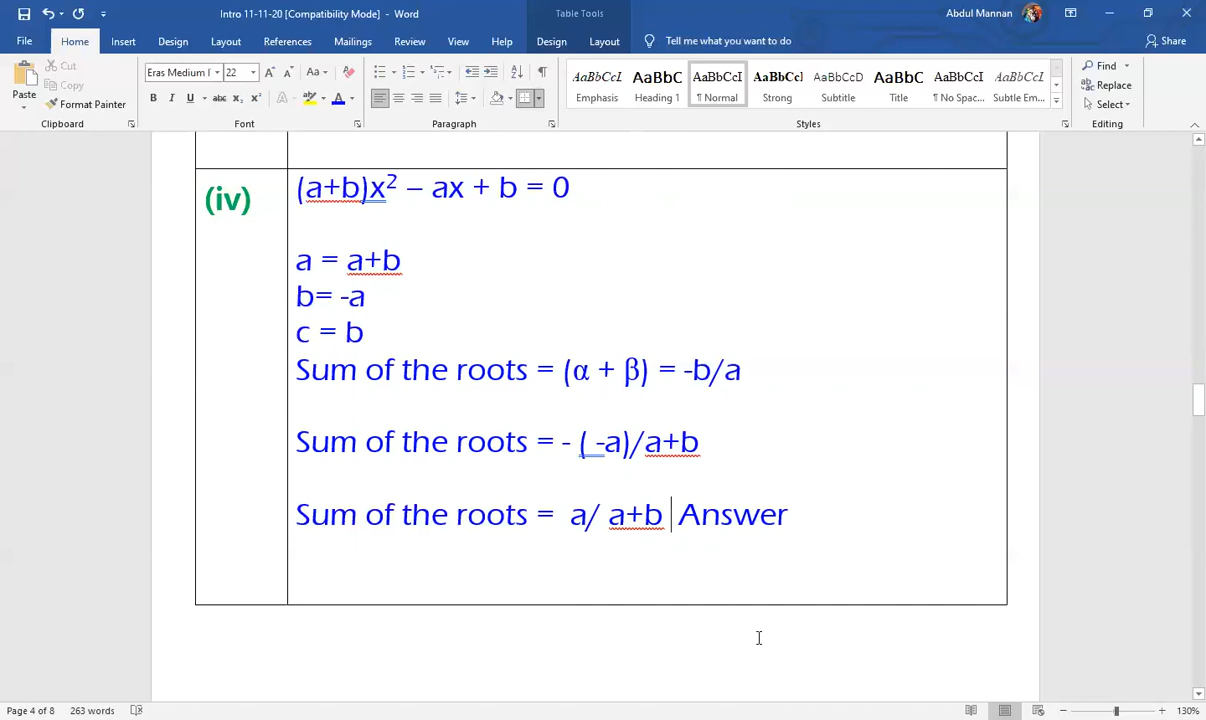 Intro 11-11-20 [Compatibility Mode] - Word
Table Tools
Abdul Mannan
File Home Insert Design Layout References Mailings Review View Help Design Layout Tell me what you want to do Share
Paste
Cut
Copy
Format Painter
Clipboard
Eras Medium I 22
Font
Paragraph
AaBbCcI AaBbC AaBbCcI AaBbCcI AaBbCcD AaBbC AaBbCcI AaBbCcI
Emphasis Heading 1 ¶ Normal Strong Subtitle Title ¶ No Spac... Subtle Em...
Styles
Find
Replace
Select
Editing
(iv)
(a+b)x² – ax + b = 0
a = a+b
b= -a
c = b
Sum of the roots = (α + β) = -b/a
Sum of the roots = - ( -a)/a+b
Sum of the roots = a/ a+b Answer
Page 4 of 8 263 words 130%